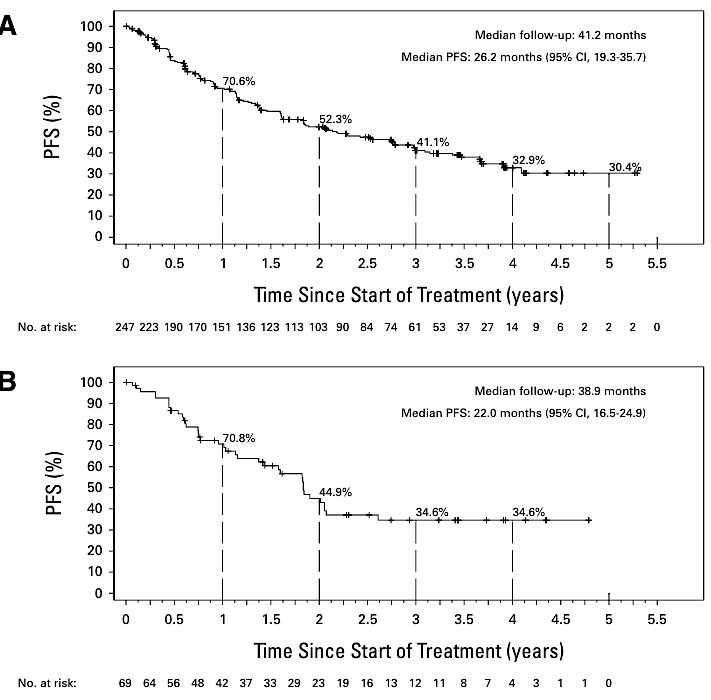 A
Median follow-up: 41.2 months
Median PFS: 26.2 months (95% CI, 19.3-35.7)
PFS (%)
100
90
80
70
60
50
40
30
20
10
0
70.6%
52.3%
41.1%
32.9%
30.4%
0 0.5 1 1.5 2 2.5 3 3.5 4 4.5 5 5.5
Time Since Start of Treatment (years)
No. at risk: 247 223 190 170 151 136 123 113 103 90 84 74 61 53 37 27 14 9 6 2 2 2 0
B
Median follow-up: 38.9 months
Median PFS: 22.0 months (95% CI, 16.5-24.9)
PFS (%)
100
90
80
70
60
50
40
30
20
10
0
70.8%
44.9%
34.6%
34.6%
0 0.5 1 1.5 2 2.5 3 3.5 4 4.5 5 5.5
Time Since Start of Treatment (years)
No. at risk: 69 64 56 48 42 37 33 29 23 19 16 13 12 11 8 7 4 3 1 1 0